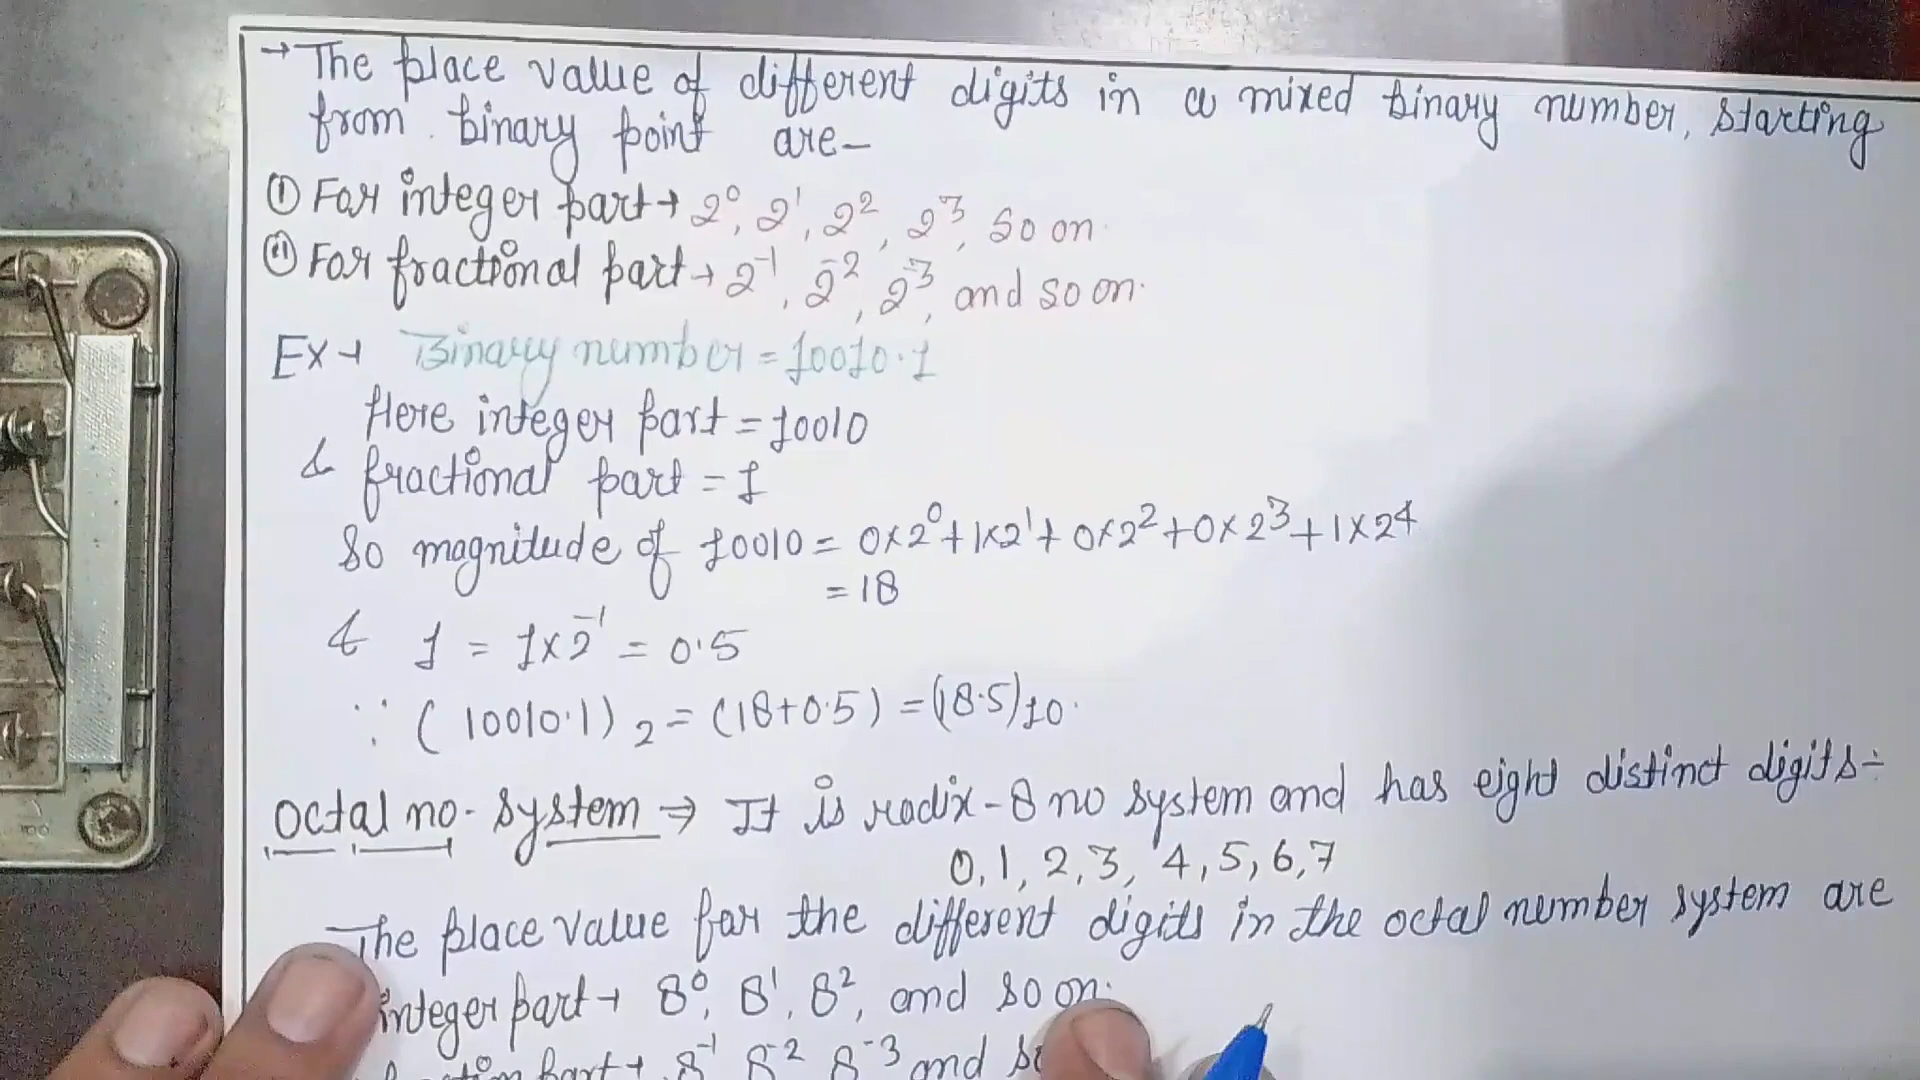 → The place value of different digits in a mixed binary number, starting
from binary point are-
(i) For integer part → 2⁰, 2¹, 2², 2³, So on.
(ii) For fractional part → 2⁻¹, 2⁻², 2⁻³, and so on.
Ex → Binary number = 10010.1
Here integer part = 10010
& fractional part = 1
So magnitude of 10010 = 0×2⁰+1×2¹+0×2²+0×2³+1×2⁴
= 18
& 1 = 1×2⁻¹ = 0.5
∵ (10010.1)₂ = (18+0.5) = (18.5)₁₀.
Octal no. system ⇒ It is radix-8 no system and has eight distinct digits-
0, 1, 2, 3, 4, 5, 6, 7
The place value for the different digits in the octal number system are
integer part → 8⁰, 8¹, 8², and so on.
part → 8⁻¹ 8⁻² 8⁻³ and